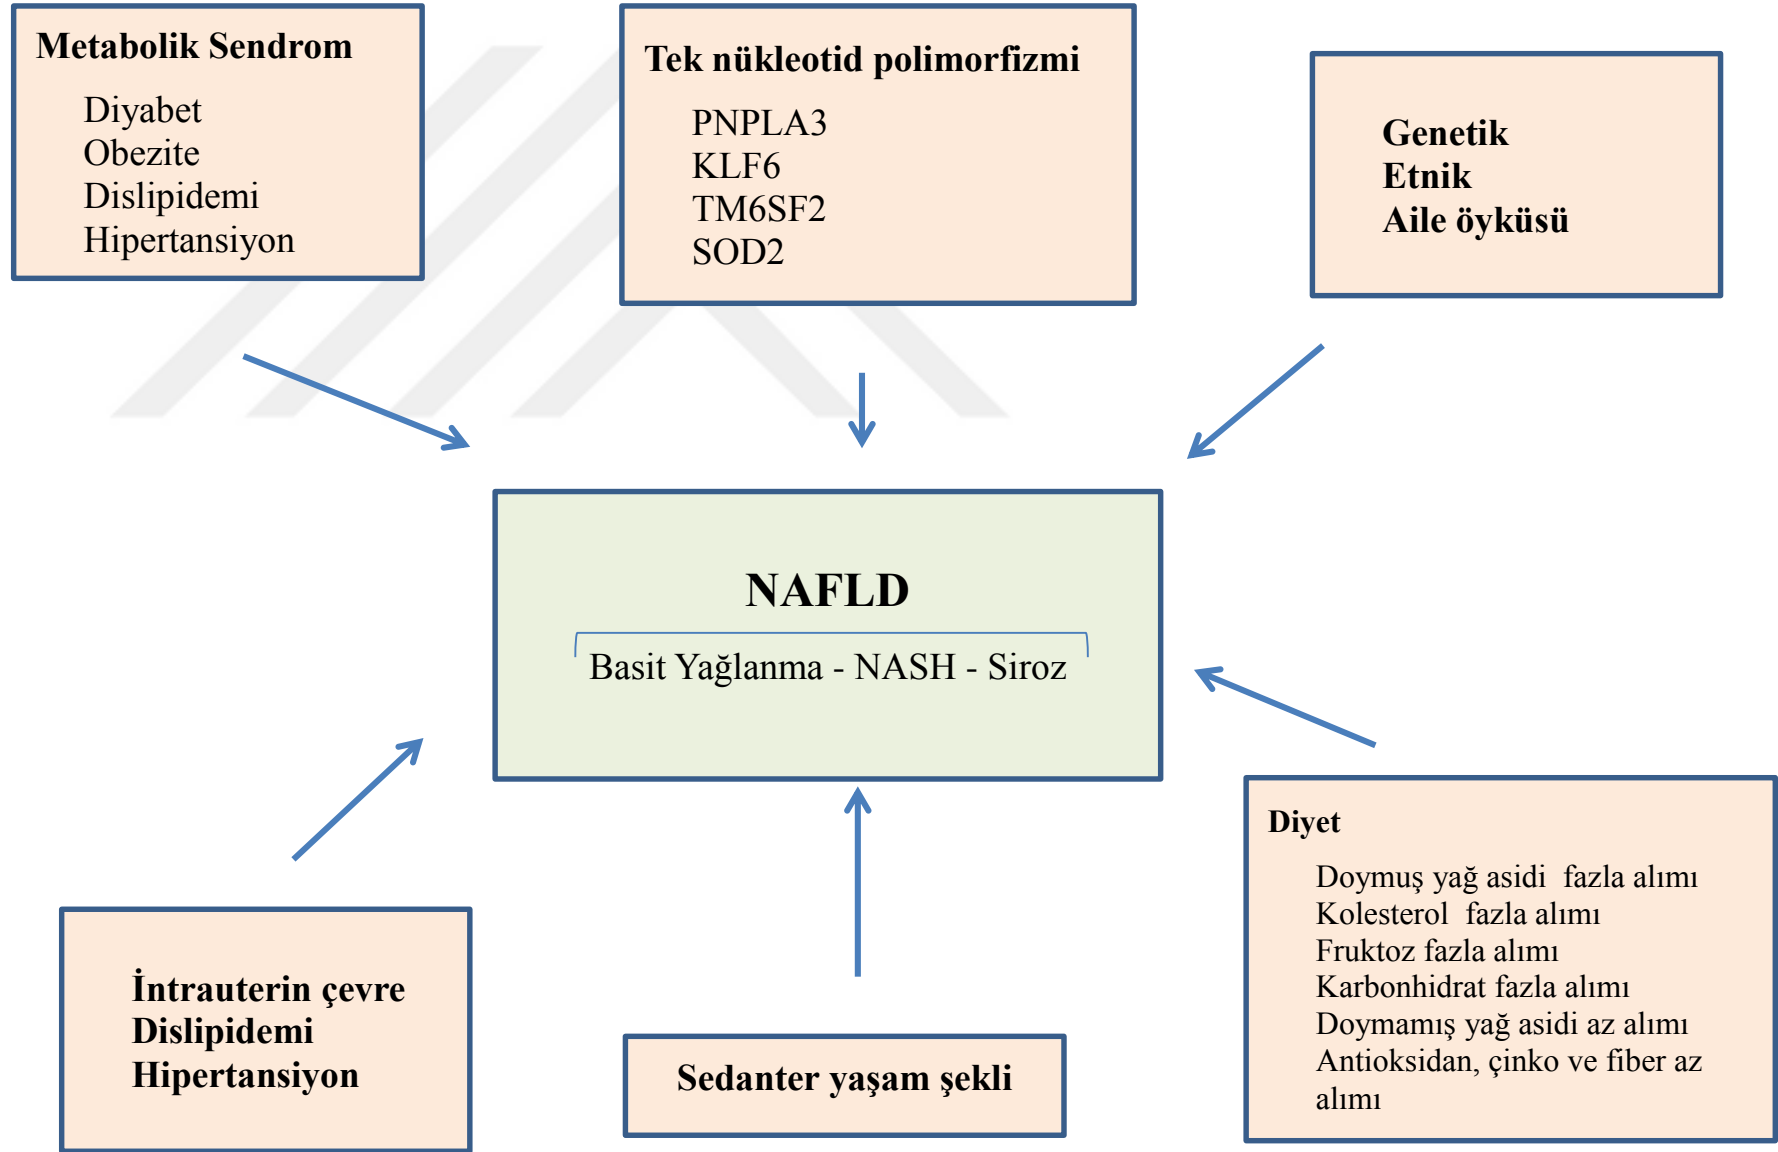 Metabolik Sendrom
Diyabet
Obezite
Dislipidemi
Hipertansiyon
Tek nükleotid polimorfizmi
PNPLA3
KLF6
TM6SF2
SOD2
Genetik
Etnik
Aile öyküsü
NAFLD
Basit Yağlanma - NASH - Siroz
İntrauterin çevre
Dislipidemi
Hipertansiyon
Sedanter yaşam şekli
Diyet
Doymuş yağ asidi  fazla alımı
Kolesterol  fazla alımı
Fruktoz fazla alımı
Karbonhidrat fazla alımı
Doymamış yağ asidi az alımı
Antioksidan, çinko ve fiber az
alımı